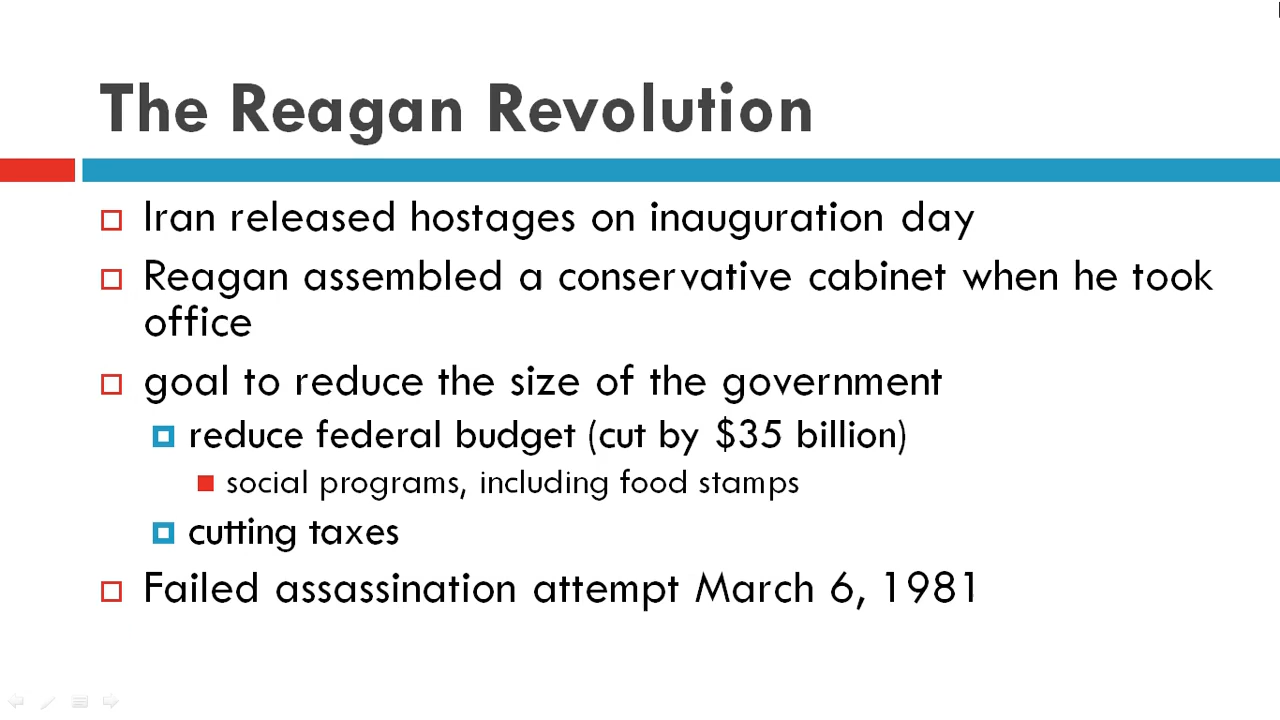 The Reagan Revolution
Iran released hostages on inauguration day
Reagan assembled a conservative cabinet when he took
office
goal to reduce the size of the government
reduce federal budget (cut by $35 billion)
social programs, including food stamps
cutting taxes
Failed assassination attempt March 6, 1981